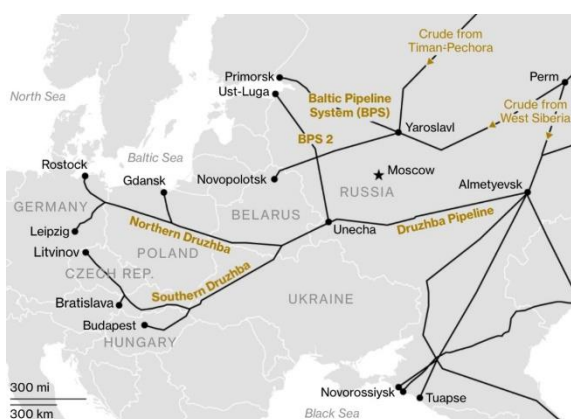 Crude from
Timan-Pechora
North Sea
Primorsk
Ust-Luga
Baltic Pipeline
System (BPS)
Perm
Crude from
West Siberia
Yaroslavl
BPS 2
Baltic Sea
Rostock
Gdansk
Novopolotsk
Moscow
RUSSIA
Almetyevsk
GERMANY
BELARUS
Unecha
Druzhba Pipeline
Leipzig
Northern Druzhba
POLAND
Litvinov
CZECH REP.
Southern Druzhba
UKRAINE
Bratislava
Budapest
HUNGARY
300 mi
300 km
Novorossiysk
Tuapse
Black Sea